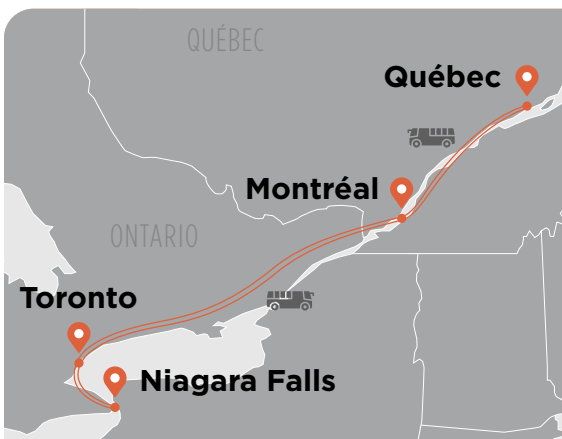 QUÉBEC
Québec
Montréal
ONTARIO
Toronto
Niagara Falls